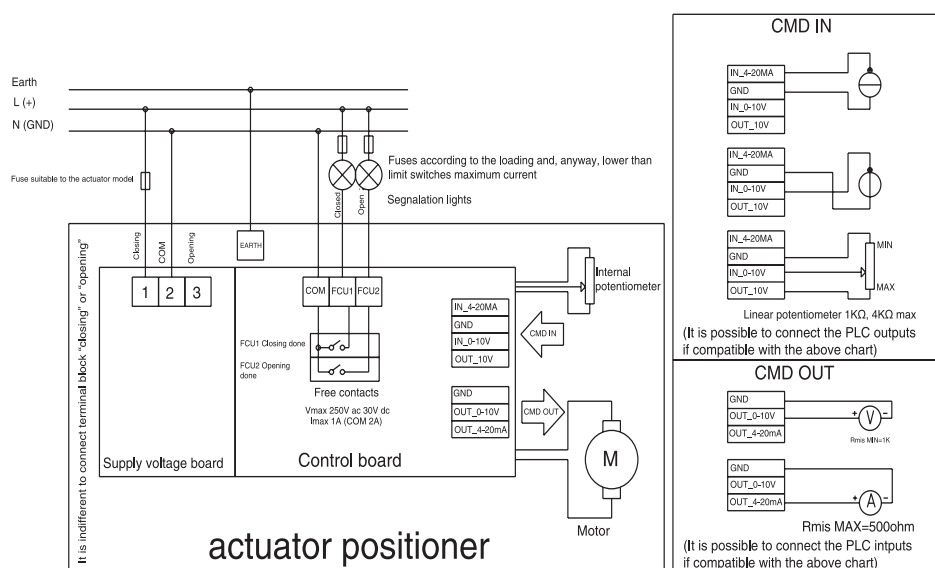 Earth
L (+)
N (GND)
Fuse suitable to the actuator model
Fuses according to the loading and, anyway, lower than
limit switches maximum current
Segnalation lights
Closed
Open
It is indifferent to connect terminal block "closing" or "opening"
Closing
COM
Opening
1
2
3
Supply voltage board
EARTH
COM
FCU1
FCU2
FCU1 Closing done
FCU2 Opening
done
Free contacts
Vmax 250V ac 30V dc
Imax 1A (COM 2A)
Control board
Internal
potentiometer
IN_4-20MA
GND
IN_0-10V
OUT_10V
CMD IN
GND
OUT_0-10V
OUT_4-20mA
CMD OUT
M
Motor
actuator positioner
CMD IN
IN_4-20MA
GND
IN_0-10V
OUT_10V
IN_4-20MA
GND
IN_0-10V
OUT_10V
IN_4-20MA
GND
IN_0-10V
OUT_10V
MIN
MAX
Linear potentiometer 1KΩ, 4KΩ max
(It is possible to connect the PLC outputs
if compatible with the above chart)
CMD OUT
GND
OUT_0-10V
OUT_4-20mA
+ V -
Rmis MIN=1K
GND
OUT_0-10V
OUT_4-20mA
+ A -
Rmis MAX=500ohm
(It is possible to connect the PLC intputs
if compatible with the above chart)